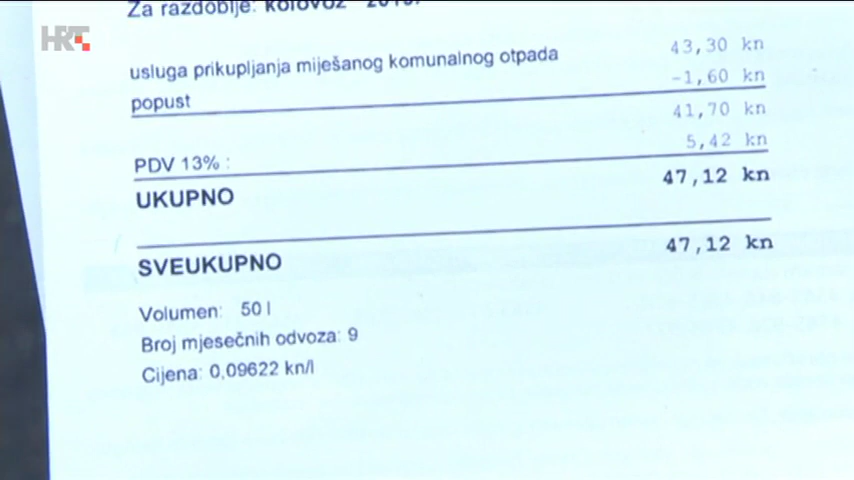 HRT
Za razdoblje: kolovoz
usluga prikupljanja miješanog komunalnog otpada 43,30 kn
popust -1,60 kn
41,70 kn
PDV 13% : 5,42 kn
UKUPNO 47,12 kn
SVEUKUPNO 47,12 kn
Volumen: 50 l
Broj mjesečnih odvoza: 9
Cijena: 0,09622 kn/l